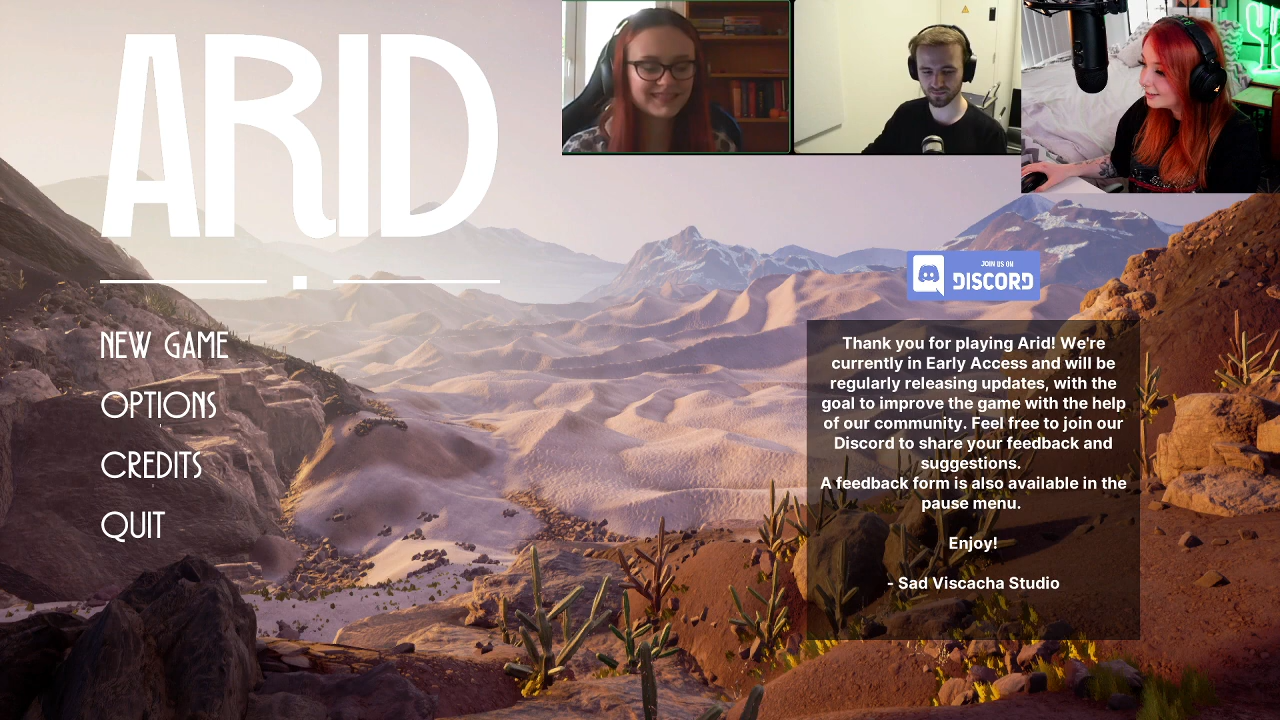 ARID
NEW GAME
OPTIONS
CREDITS
QUIT
JOIN US ON
DISCORD
Thank you for playing Arid! We're
currently in Early Access and will be
regularly releasing updates, with the
goal to improve the game with the help
of our community. Feel free to join our
Discord to share your feedback and
suggestions.
A feedback form is also available in the
pause menu.
Enjoy!
- Sad Viscacha Studio